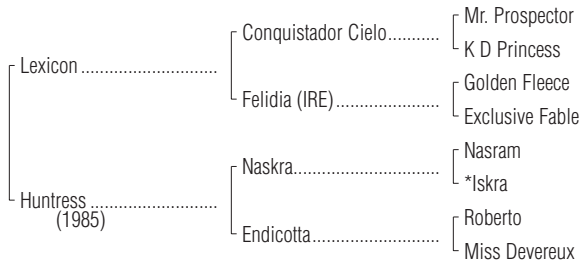 Mr. Prospector
Conquistador Cielo...........
K D Princess
Lexicon ............................
Golden Fleece
Felidia (IRE) .....................
Exclusive Fable
Nasram
Naskra..............................
*Iskra
Huntress ..........................
(1985)
Roberto
Endicotta..........................
Miss Devereux